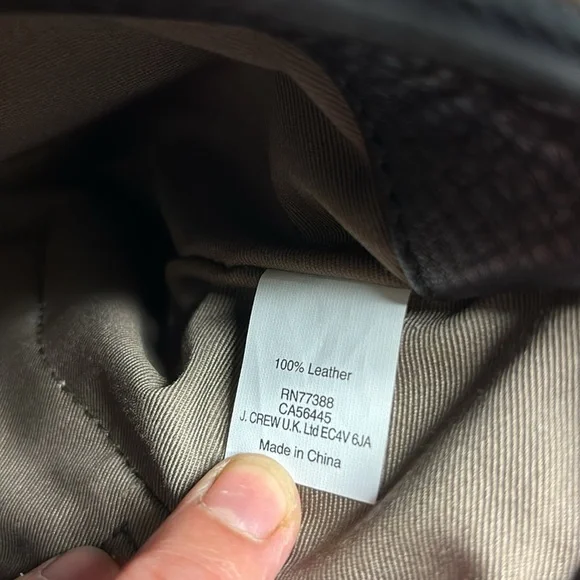 100% Leather
RN77388
CA56445
J. CREW U.K. Ltd EC4V 6JA
Made in China